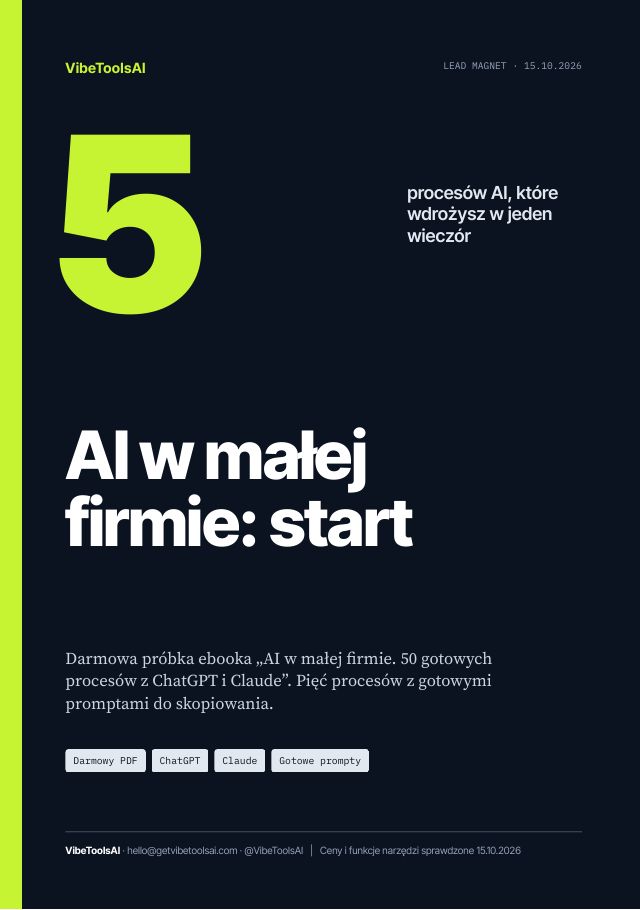 VibeToolsAI
LEAD MAGNET · 15.10.2026
5
procesów AI, które
wdrożysz w jeden
wieczór
AI w małej
firmie: start
Darmowa próbka ebooka „AI w małej firmie. 50 gotowych
procesów z ChatGPT i Claude”. Pięć procesów z gotowymi
promptami do skopiowania.
Darmowy PDF
ChatGPT
Claude
Gotowe prompty
VibeToolsAI · hello@getvibetoolsai.com · @VibeToolsAI | Ceny i funkcje narzędzi sprawdzone 15.10.2026